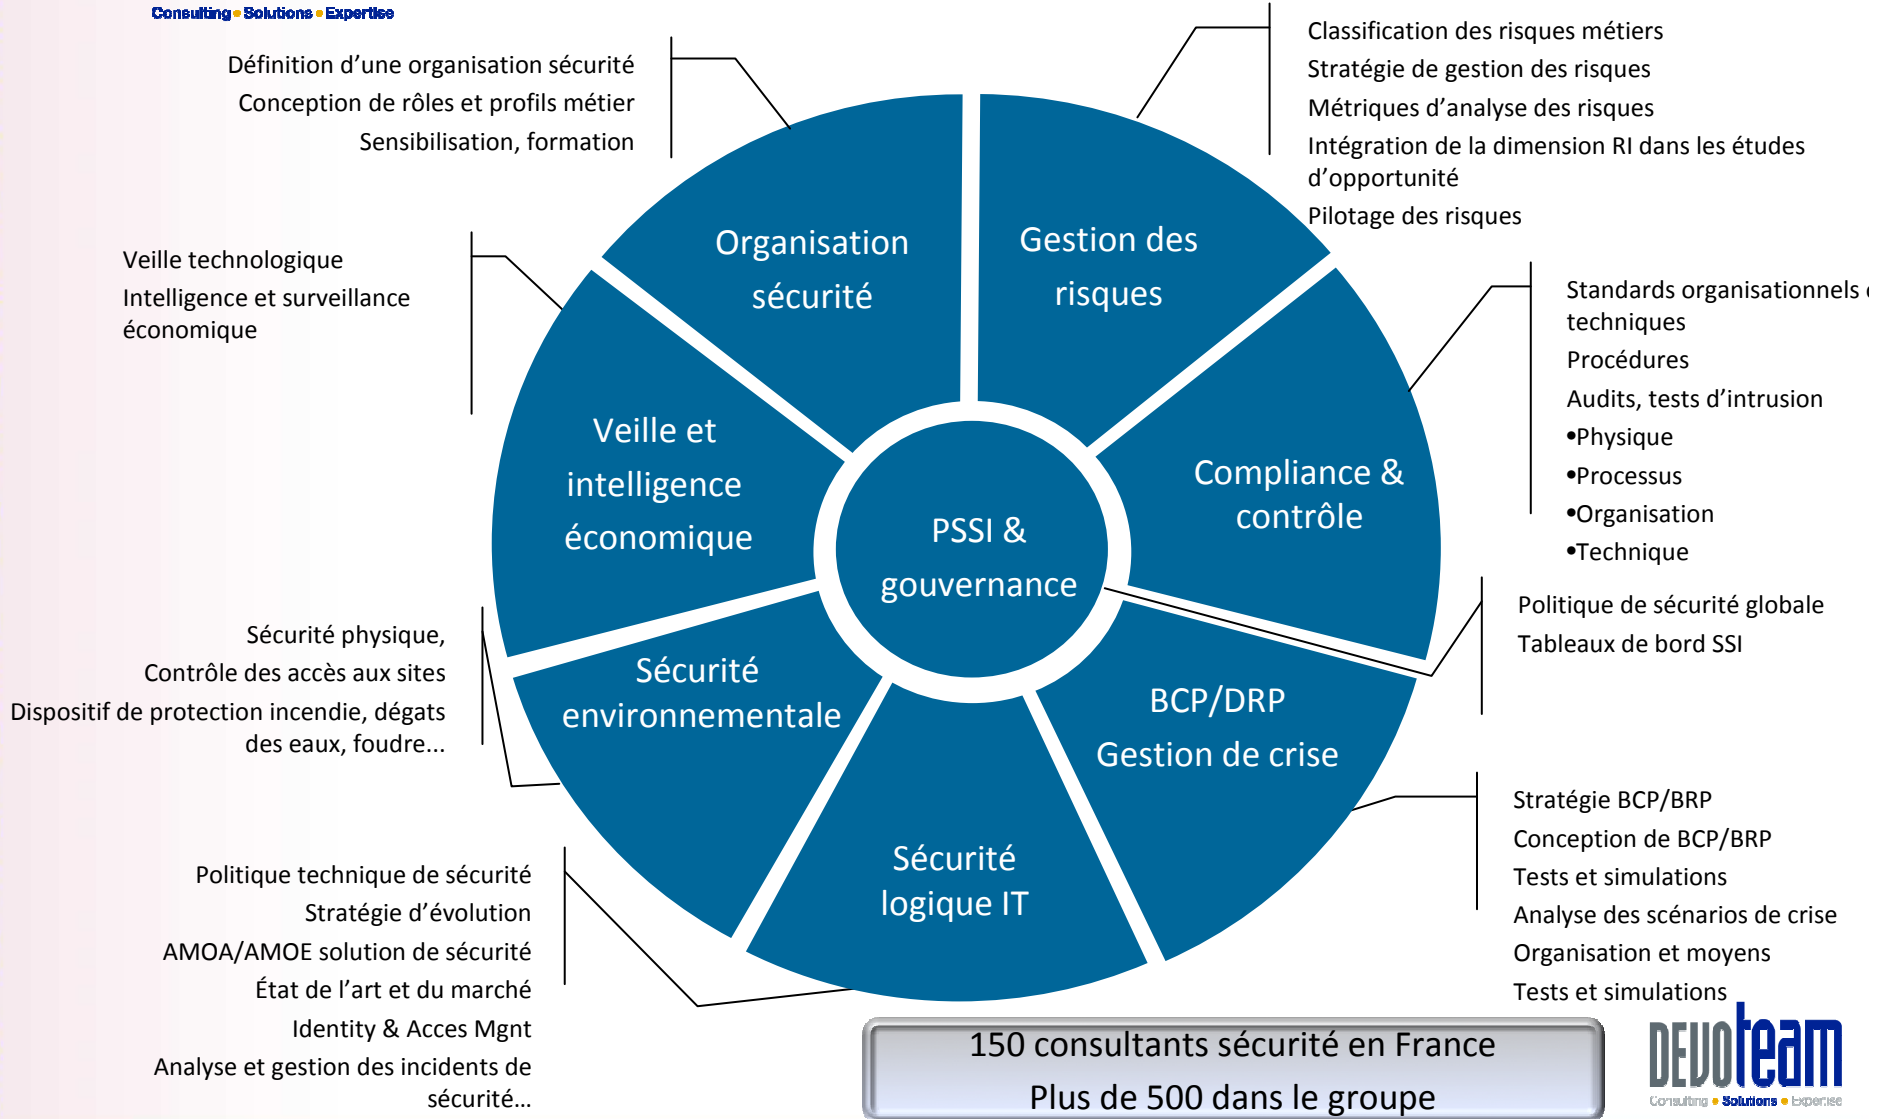 Consulting Solutions Expertise
Définition d’une organisation sécurité
Conception de rôles et profils métier
Sensibilisation, formation
Classification des risques métiers
Stratégie de gestion des risques
Métriques d’analyse des risques
Intégration de la dimension RI dans les études
d’opportunité
Pilotage des risques
Veille technologique
Intelligence et surveillance
économique
Organisation
sécurité
Gestion des
risques
Standards organisationnels
techniques
Procédures
Audits, tests d’intrusion
•Physique
•Processus
•Organisation
•Technique
Veille et
intelligence
économique
Compliance &
contrôle
PSSI &
gouvernance
Politique de sécurité globale
Tableaux de bord SSI
Sécurité physique,
Contrôle des accès aux sites
Dispositif de protection incendie, dégats
des eaux, foudre...
Sécurité
environnementale
BCP/DRP
Gestion de crise
Stratégie BCP/BRP
Conception de BCP/BRP
Tests et simulations
Analyse des scénarios de crise
Organisation et moyens
Tests et simulations
Sécurité
logique IT
Politique technique de sécurité
Stratégie d’évolution
AMOA/AMOE solution de sécurité
État de l’art et du marché
Identity & Acces Mgnt
Analyse et gestion des incidents de
sécurité...
150 consultants sécurité en France
Plus de 500 dans le groupe
DEVOteam
Consulting Solutions Expertise